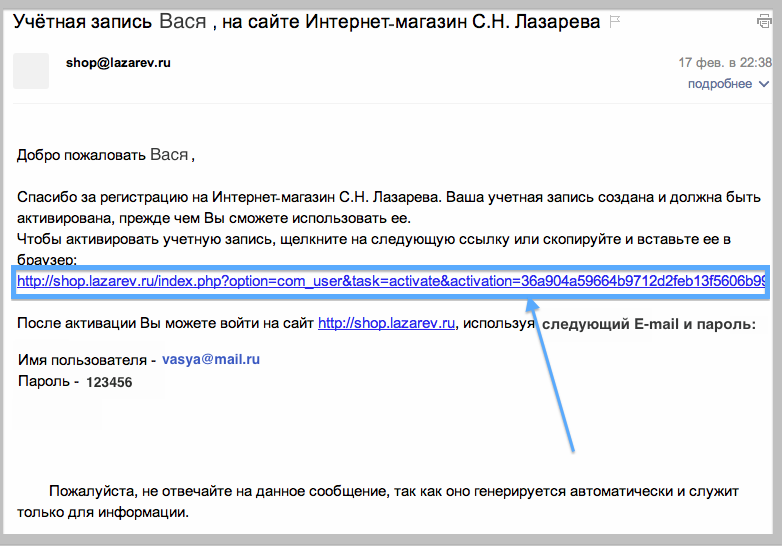 Учётная запись Вася , на сайте Интернет-магазин С.Н. Лазарева
shop@lazarev.ru
17 фев. в 22:38
подробнее
Добро пожаловать Вася ,
Спасибо за регистрацию на Интернет-магазин С.Н. Лазарева. Ваша учетная запись создана и должна быть
активирована, прежде чем Вы сможете использовать ее.
Чтобы активировать учетную запись, щелкните на следующую ссылку или скопируйте и вставьте ее в
браузер:
http://shop.lazarev.ru/index.php?option=com_user&task=activate&activation=36a904a59664b9712d2feb13f5606b99
После активации Вы можете войти на сайт http://shop.lazarev.ru, используя следующий E-mail и пароль:
Имя пользователя - vasya@mail.ru
Пароль - 123456
Пожалуйста, не отвечайте на данное сообщение, так как оно генерируется автоматически и служит
только для информации.